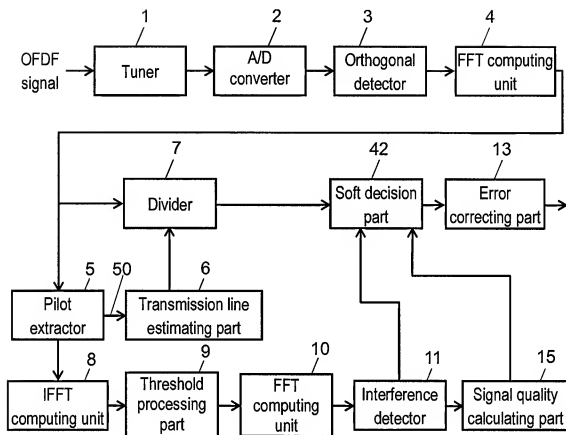 1
2
3
4
OFDF
signal
Tuner
A/D
converter
Orthogonal
detector
FFT computing
unit
7
42
13
Divider
Soft decision
part
Error
correcting part
5
50
6
Pilot
extractor
Transmission line
estimating part
8
9
10
11
15
IFFT
computing unit
Threshold
processing
part
FFT
computing
unit
Interference
detector
Signal quality
calculating part